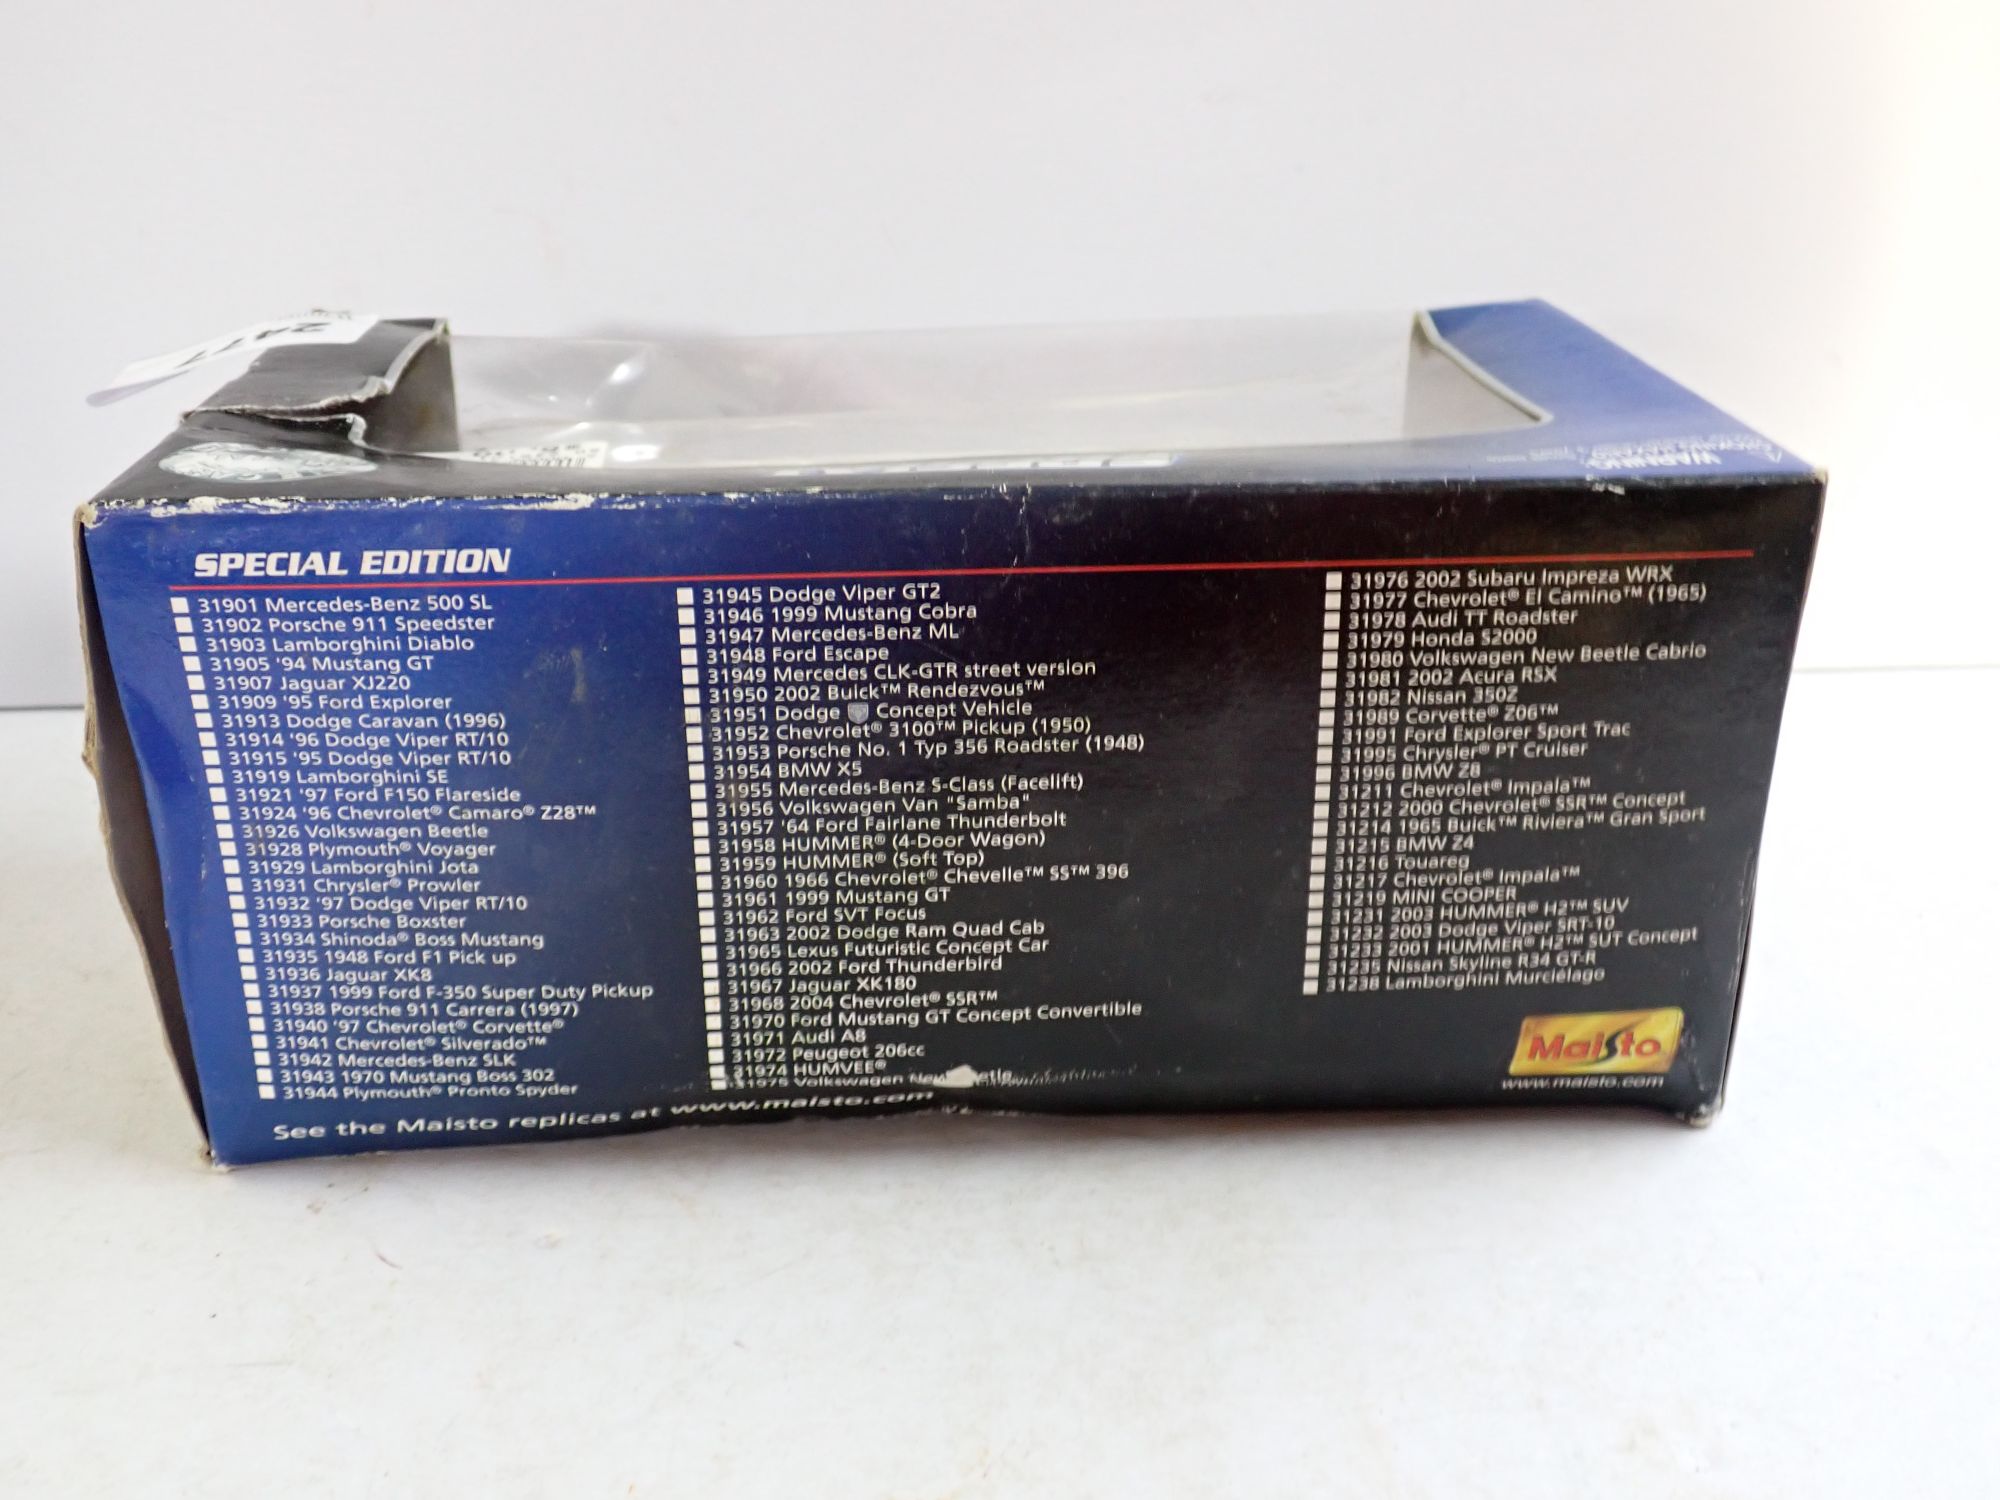 2477
WARNING:
SPECIAL EDITION
31901 Mercedes-Benz 500 SL
31902 Porsche 911 Speedster
31903 Lamborghini Diablo
31905 '94 Mustang GT
31907 Jaguar XJ220
31909 '95 Ford Explorer
31913 Dodge Caravan (1996)
31914 '96 Dodge Viper RT/10
31915 '95 Dodge Viper RT/10
31919 Lamborghini SE
31921 '97 Ford F150 Flareside
31924 '96 Chevrolet® Camaro® Z28™
31926 Volkswagen Beetle
31928 Plymouth® Voyager
31929 Lamborghini Jota
31931 Chrysler® Prowler
31932 '97 Dodge Viper RT/10
31933 Porsche Boxster
31934 Shinoda® Boss Mustang
31935 1948 Ford F1 Pick up
31936 Jaguar XK8
31937 1999 Ford F-350 Super Duty Pickup
31938 Porsche 911 Carrera (1997)
31940 '97 Chevrolet® Corvette®
31941 Chevrolet® Silverado™
31942 Mercedes-Benz SLK
31943 1970 Mustang Boss 302
31944 Plymouth® Pronto Spyder
31945 Dodge Viper GT2
31946 1999 Mustang Cobra
31947 Mercedes-Benz ML
31948 Ford Escape
31949 Mercedes CLK-GTR street version
31950 2002 Buick™ Rendezvous™
31951 Dodge Concept Vehicle
31952 Chevrolet® 3100™ Pickup (1950)
31953 Porsche No. 1 Typ 356 Roadster (1948)
31954 BMW X5
31955 Mercedes-Benz S-Class (Facelift)
31956 Volkswagen Van "Samba"
31957 '64 Ford Fairlane Thunderbolt
31958 HUMMER® (4-Door Wagon)
31959 HUMMER® (Soft Top)
31960 1966 Chevrolet® Chevelle™ SS™ 396
31961 1999 Mustang GT
31962 Ford SVT Focus
31963 2002 Dodge Ram Quad Cab
31965 Lexus Futuristic Concept Car
31966 2002 Ford Thunderbird
31967 Jaguar XK180
31968 2004 Chevrolet® SSR™
31970 Ford Mustang GT Concept Convertible
31971 Audi A8
31972 Peugeot 206cc
31974 HUMVEE®
31975 Volkswagen New Beetle
31976 2002 Subaru Impreza WRX
31977 Chevrolet® El Camino™ (1965)
31978 Audi TT Roadster
31979 Honda S2000
31980 Volkswagen New Beetle Cabrio
31981 2002 Acura RSX
31982 Nissan 350Z
31989 Corvette® Z06™
31991 Ford Explorer Sport Trac
31995 Chrysler® PT Cruiser
31996 BMW Z8
31211 Chevrolet® Impala™
31212 2000 Chevrolet® SSR™ Concept
31214 1965 Buick™ Riviera™ Gran Sport
31215 BMW Z4
31216 Touareg
31217 Chevrolet® Impala™
31219 MINI COOPER
31231 2003 HUMMER® H2™ SUV
31232 2003 Dodge Viper SRT-10
31233 2001 HUMMER® H2™ SUT Concept
31235 Nissan Skyline R34 GT-R
31238 Lamborghini Murciélago
See the Maisto replicas at www.maisto.com
Maisto
www.maisto.com